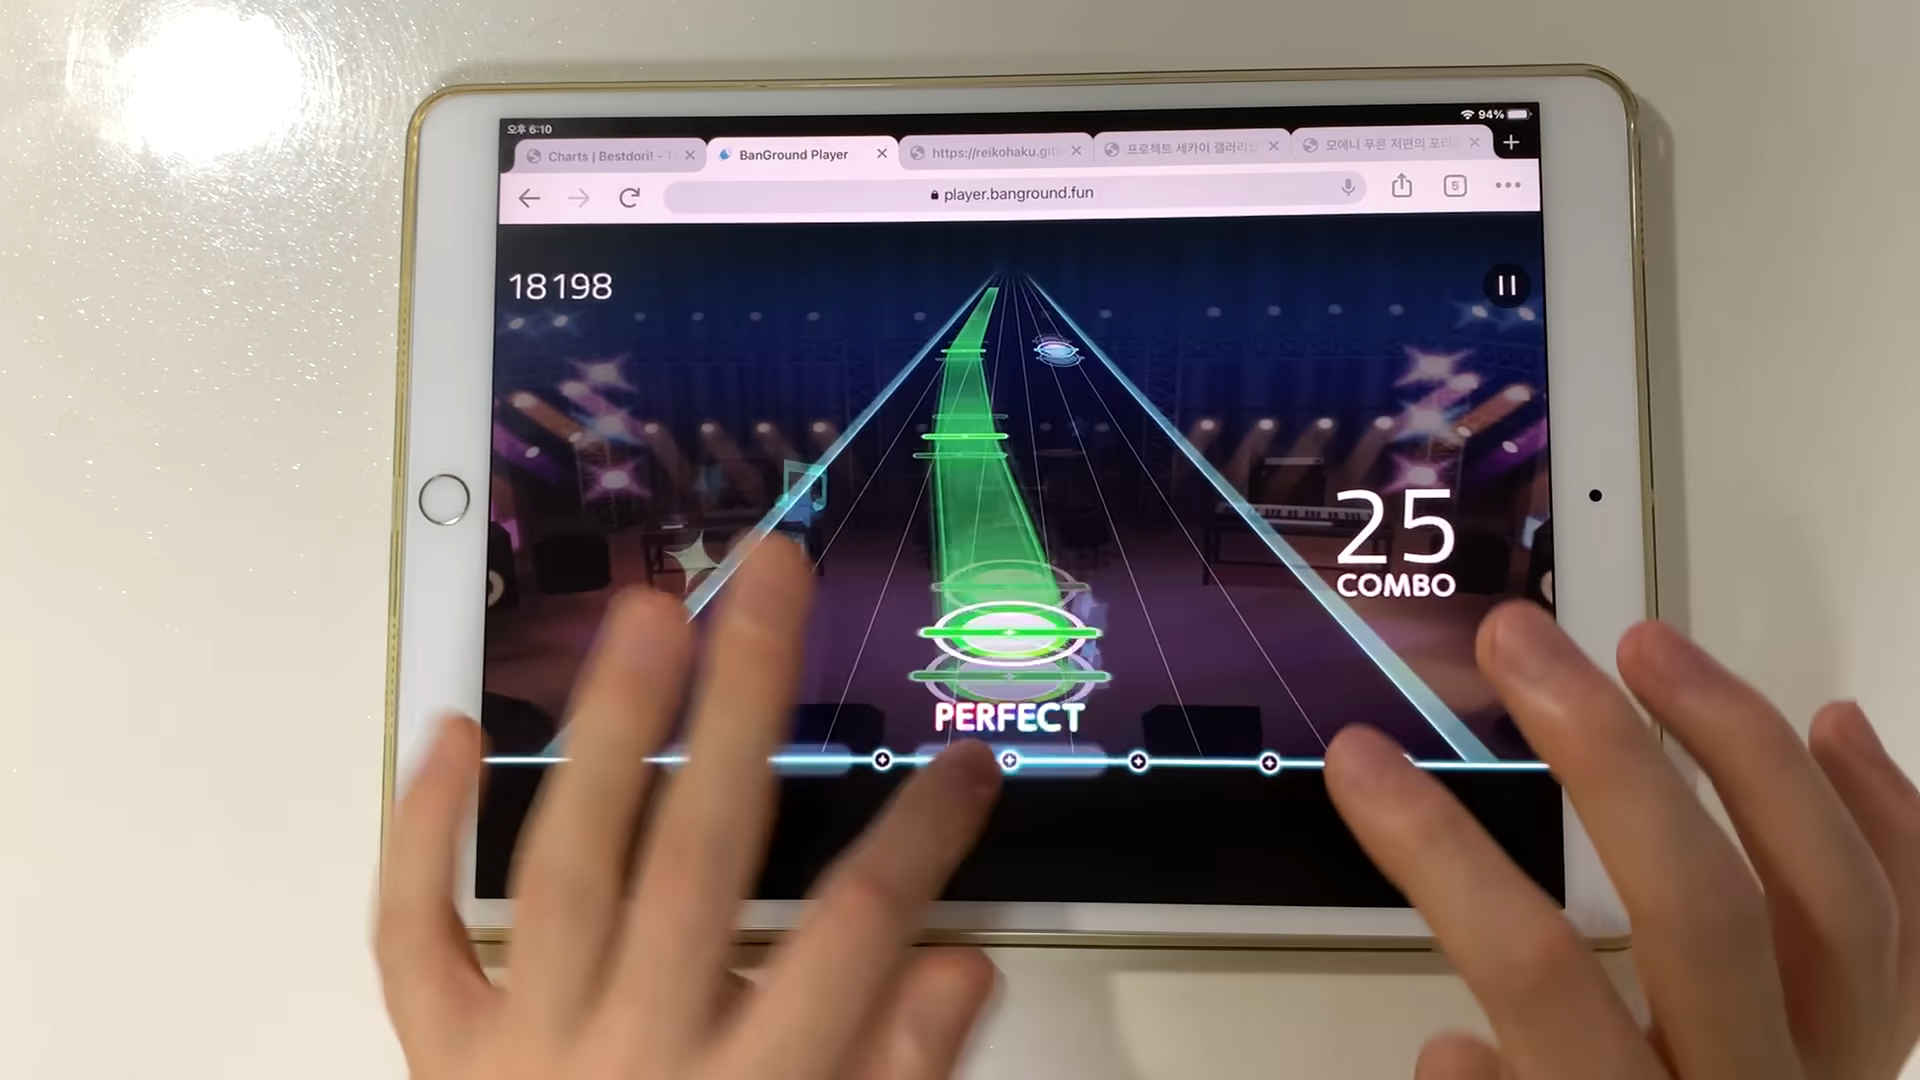 오후 6:10
94%
Charts | Bestdori! - T
BanGround Player
https://reikohaku.git
프로젝트 세카이 갤러리
모에니 푸른 저편의 포리
player.banground.fun
5
18198
25
COMBO
PERFECT